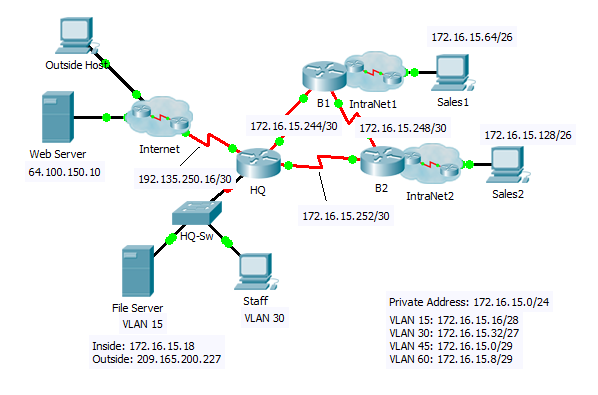 172.16.15.64/26
Outside Host
B1
IntraNet1
Sales1
172.16.15.244/30
172.16.15.248/30
172.16.15.128/26
Web Server
64.100.150.10
Internet
192.135.250.16/30
HQ
B2
IntraNet2
Sales2
172.16.15.252/30
HQ-Sw
File Server
VLAN 15
Staff
VLAN 30
Inside: 172.16.15.18
Outside: 209.165.200.227
Private Address: 172.16.15.0/24
VLAN 15: 172.16.15.16/28
VLAN 30: 172.16.15.32/27
VLAN 45: 172.16.15.0/29
VLAN 60: 172.16.15.8/29